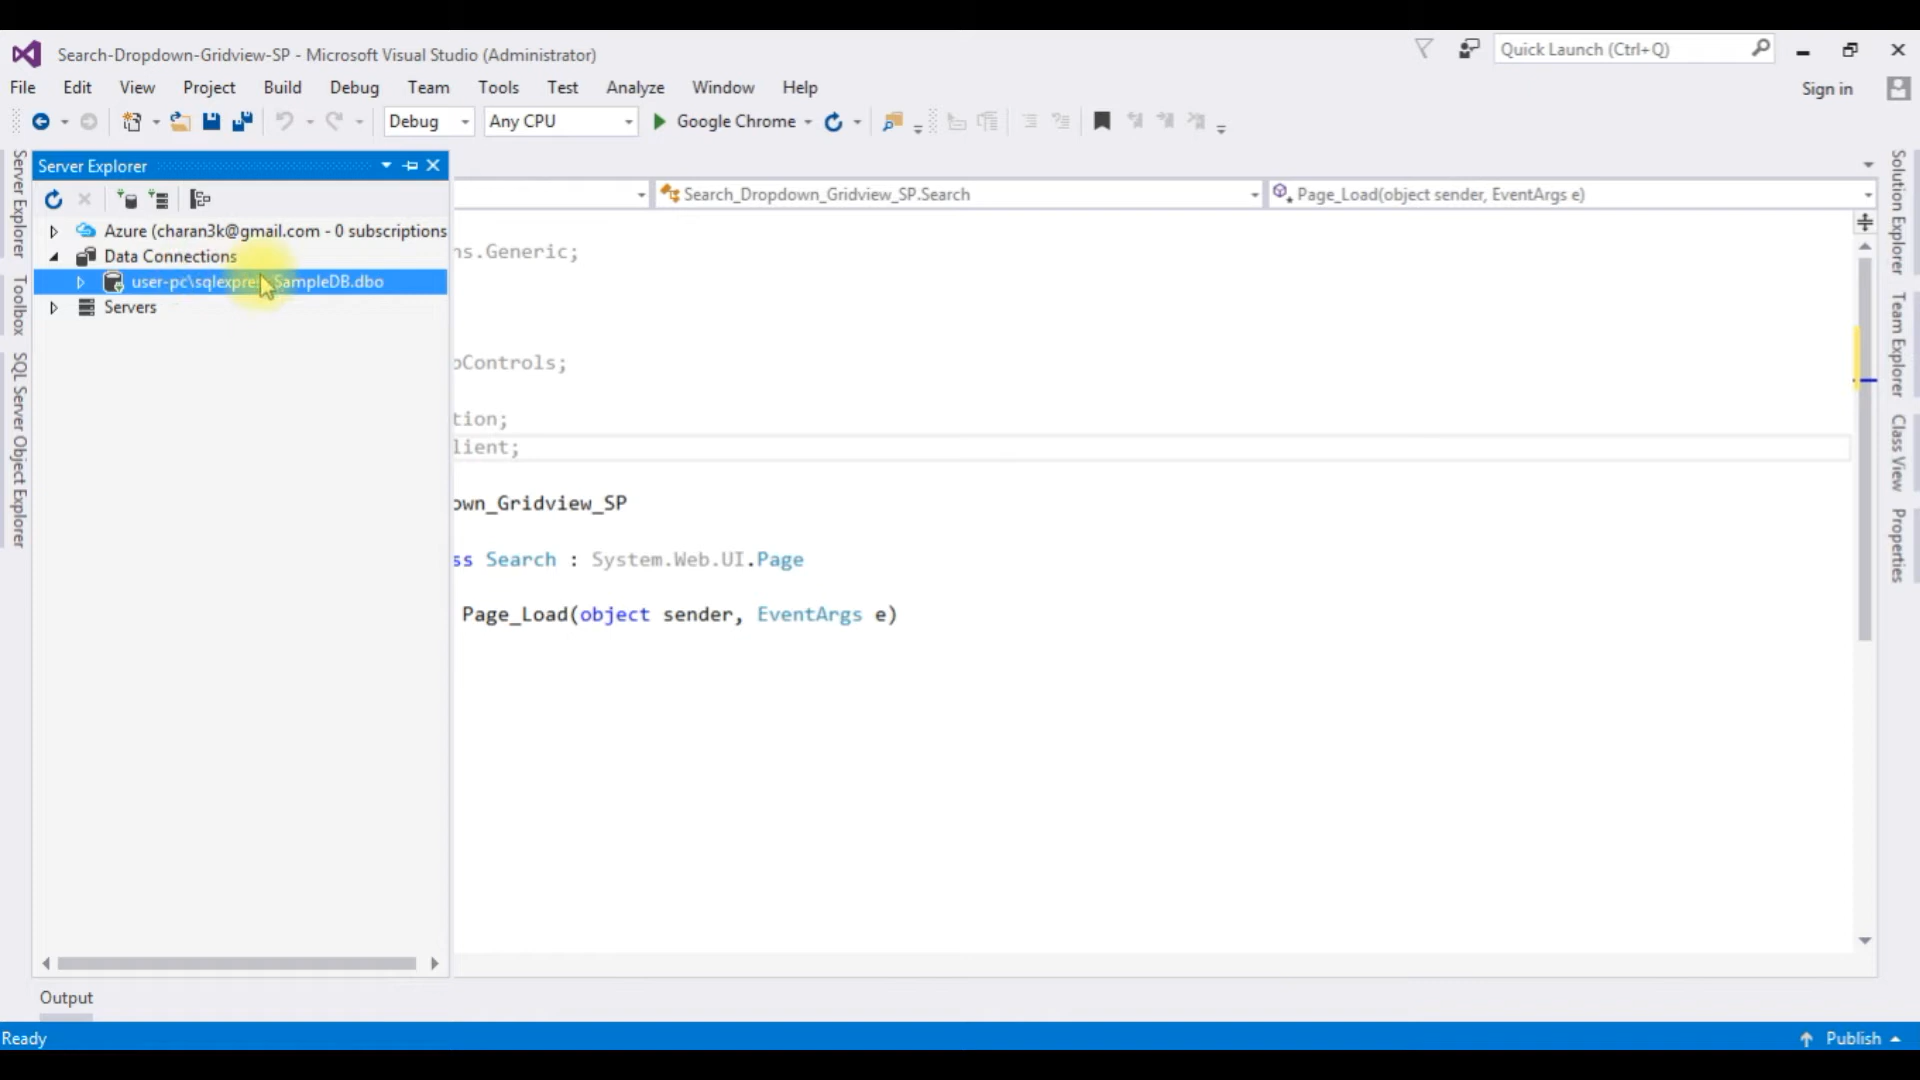 Search-Dropdown-Gridview-SP - Microsoft Visual Studio (Administrator)
Quick Launch (Ctrl+Q)
File Edit View Project Build Debug Team Tools Test Analyze Window Help
Sign in
Debug Any CPU Google Chrome
Server Explorer
Toolbox
SQL Server Object Explorer
Server Explorer
Azure (charan3k@gmail.com - 0 subscriptions
Data Connections
user-pc\sqlexpre SampleDB.dbo
Servers
Search_Dropdown_Gridview_SP.Search
Page_Load(object sender, EventArgs e)
ns.Generic;
oControls;
tion;
lient;
own_Gridview_SP
ss Search : System.Web.UI.Page
Page_Load(object sender, EventArgs e)
Solution Explorer
Team Explorer
Class View
Properties
Output
Ready
Publish